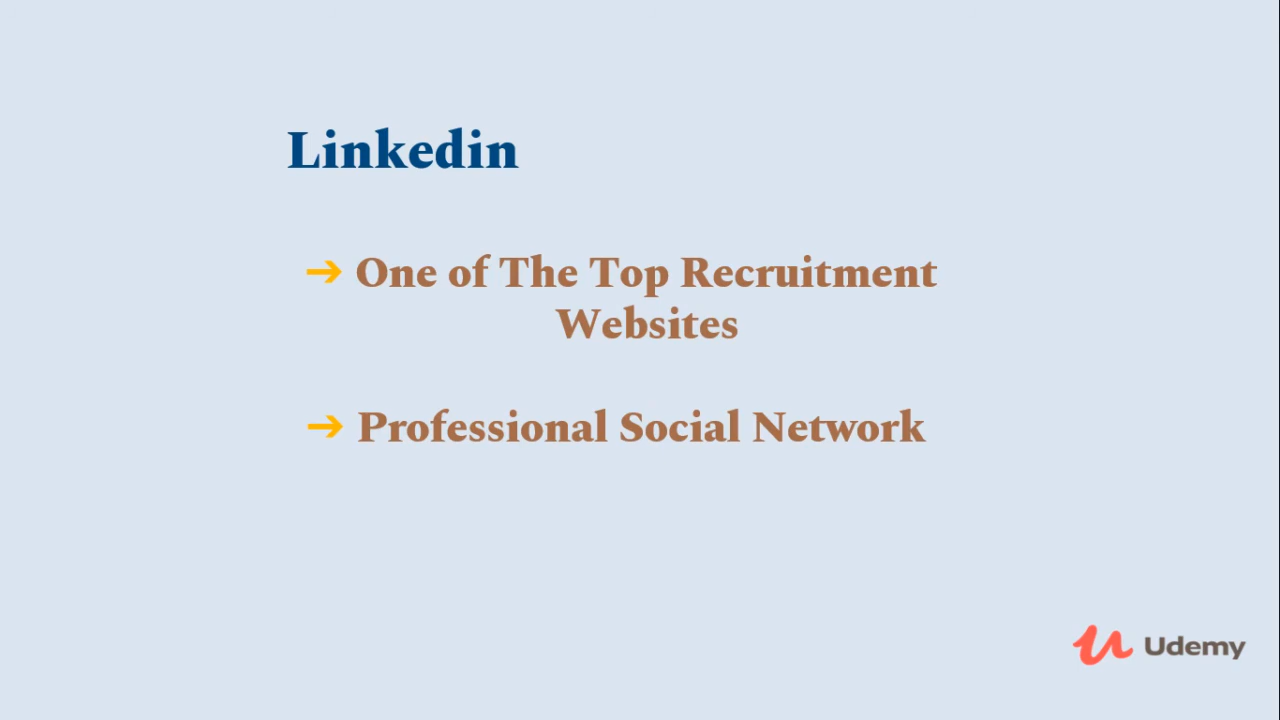 Linkedin
➔ One of The Top Recruitment
Websites
➔ Professional Social Network
Udemy